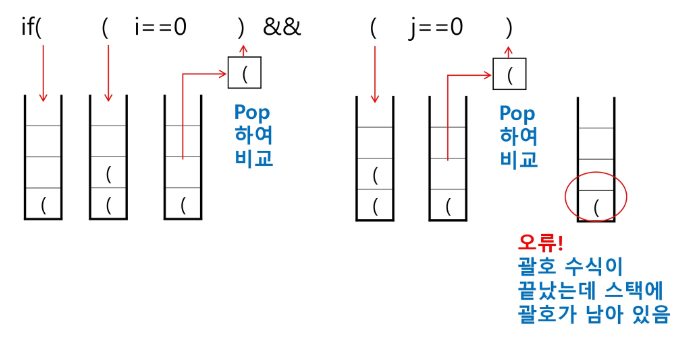 if( ( i==0 ) && ( j==0 )
( (
Pop
하여
비교
Pop
하여
비교
( (
( ( ( ( ( (
오류!
괄호 수식이
끝났는데 스택에
괄호가 남아 있음